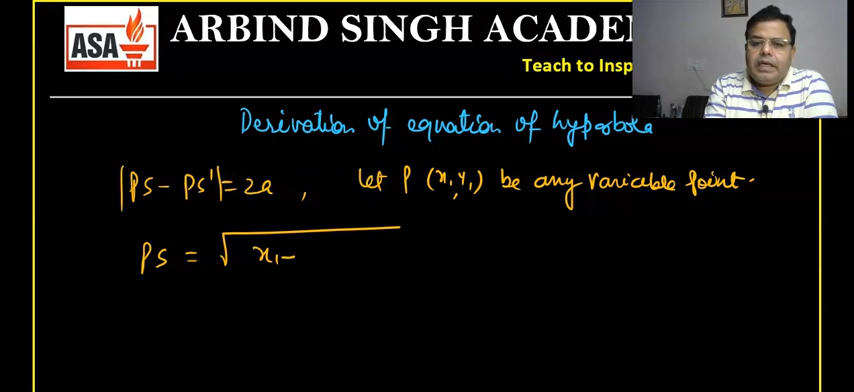 ASA
ARBIND SINGH ACADEM
Teach to Insp
Derivation of equation of hyperbola
|PS - PS'| = 2a , let P (x₁, y₁) be any variable point.
PS = √ x₁ -